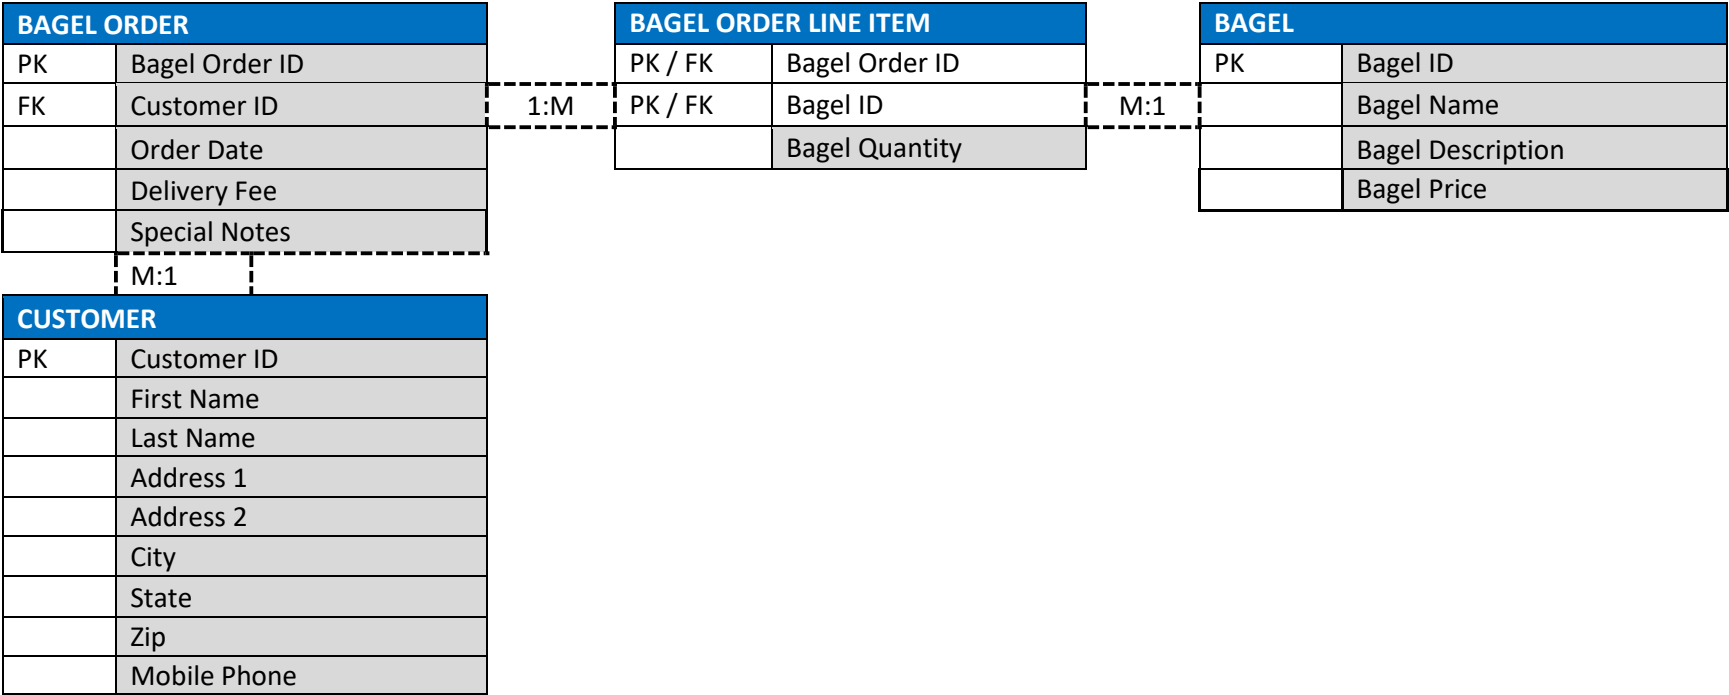 BAGEL ORDER
PK Bagel Order ID
FK Customer ID
Order Date
Delivery Fee
Special Notes
1:M
BAGEL ORDER LINE ITEM
PK / FK Bagel Order ID
PK / FK Bagel ID
Bagel Quantity
M:1
BAGEL
PK Bagel ID
Bagel Name
Bagel Description
Bagel Price
M:1
CUSTOMER
PK Customer ID
First Name
Last Name
Address 1
Address 2
City
State
Zip
Mobile Phone